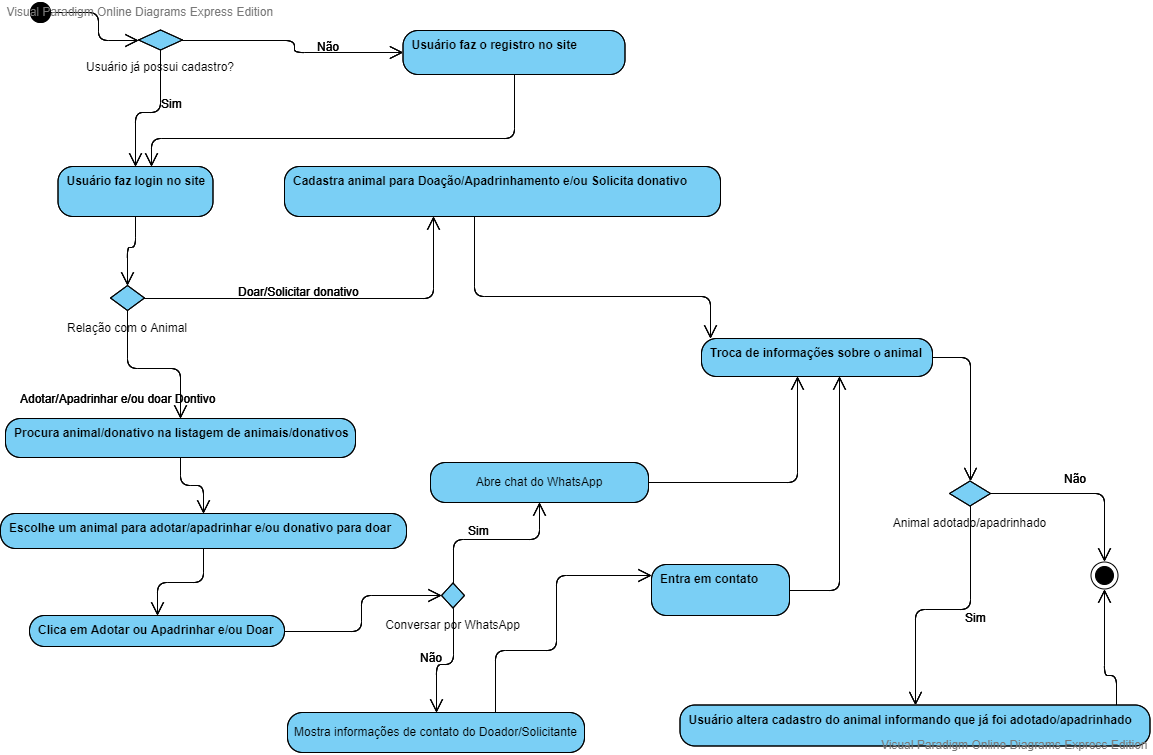 Visual Paradigm Online Diagrams Express Edition
Usuário já possui cadastro?
Não
Usuário faz o registro no site
Sim
Usuário faz login no site
Cadastra animal para Doação/Apadrinhamento e/ou Solicita donativo
Doar/Solicitar donativo
Relação com o Animal
Troca de informações sobre o animal
Adotar/Apadrinhar e/ou doar Dontivo
Procura animal/donativo na listagem de animais/donativos
Abre chat do WhatsApp
Não
Animal adotado/apadrinhado
Escolhe um animal para adotar/apadrinhar e/ou donativo para doar
Sim
Entra em contato
Clica em Adotar ou Apadrinhar e/ou Doar
Conversar por WhatsApp
Sim
Não
Mostra informações de contato do Doador/Solicitante
Usuário altera cadastro do animal informando que já foi adotado/apadrinhado
Visual Paradigm Online Diagrams Express Edition